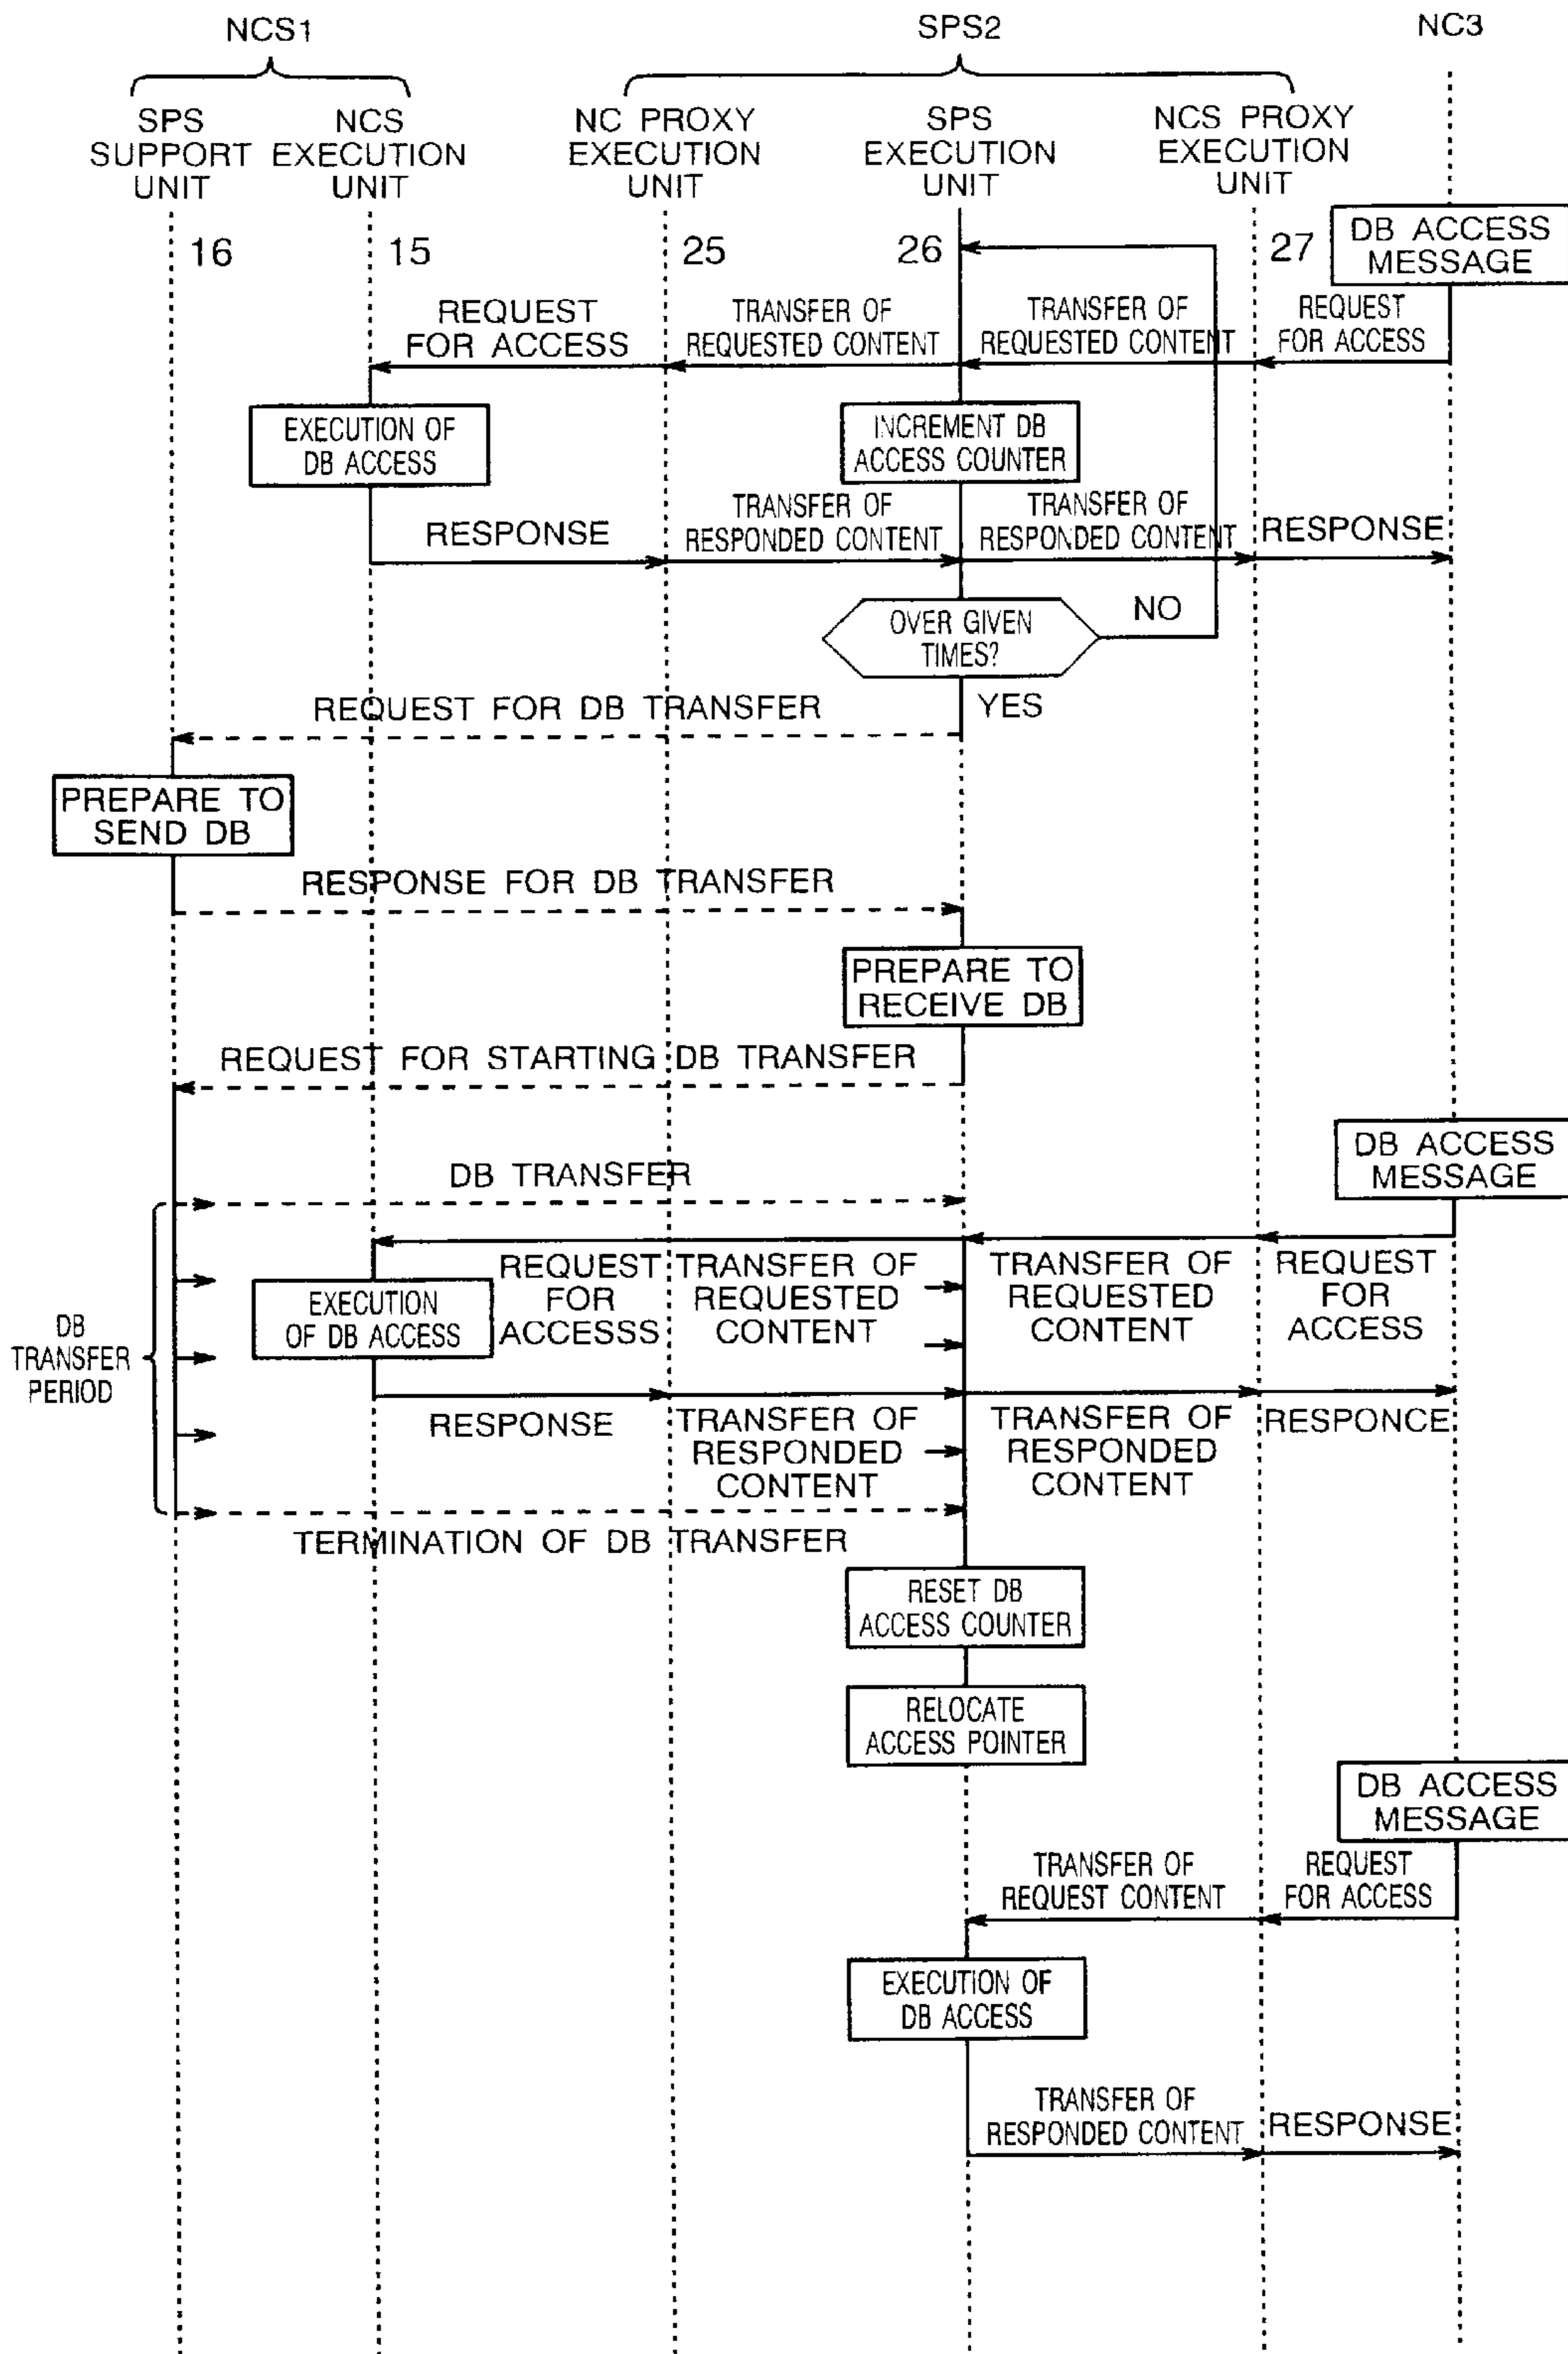 NCS1
SPS2
NC3
SPS
SUPPORT
UNIT
NCS
EXECUTION
UNIT
NC PROXY
EXECUTION
UNIT
SPS
EXECUTION
UNIT
NCS PROXY
EXECUTION
UNIT
16
15
25
26
27
DB ACCESS
MESSAGE
REQUEST
FOR ACCESS
TRANSFER OF
REQUESTED CONTENT
TRANSFER OF
REQUESTED CONTENT
REQUEST
FOR ACCESS
EXECUTION OF
DB ACCESS
INCREMENT DB
ACCESS COUNTER
RESPONSE
TRANSFER OF
RESPONDED CONTENT
TRANSFER OF
RESPONDED CONTENT
RESPONSE
OVER GIVEN
TIMES?
NO
YES
REQUEST FOR DB TRANSFER
PREPARE TO
SEND DB
RESPONSE FOR DB TRANSFER
PREPARE TO
RECEIVE DB
REQUEST FOR STARTING DB TRANSFER
DB ACCESS
MESSAGE
DB TRANSFER
DB
TRANSFER
PERIOD
EXECUTION
OF DB ACCESS
REQUEST
FOR
ACCESSS
TRANSFER OF
REQUESTED
CONTENT
TRANSFER OF
REQUESTED
CONTENT
REQUEST
FOR
ACCESS
RESPONSE
TRANSFER OF
RESPONDED
CONTENT
TRANSFER OF
RESPONDED
CONTENT
RESPONCE
TERMINATION OF DB TRANSFER
RESET DB
ACCESS COUNTER
RELOCATE
ACCESS POINTER
DB ACCESS
MESSAGE
TRANSFER OF
REQUEST CONTENT
REQUEST
FOR ACCESS
EXECUTION OF
DB ACCESS
TRANSFER OF
RESPONDED CONTENT
RESPONSE